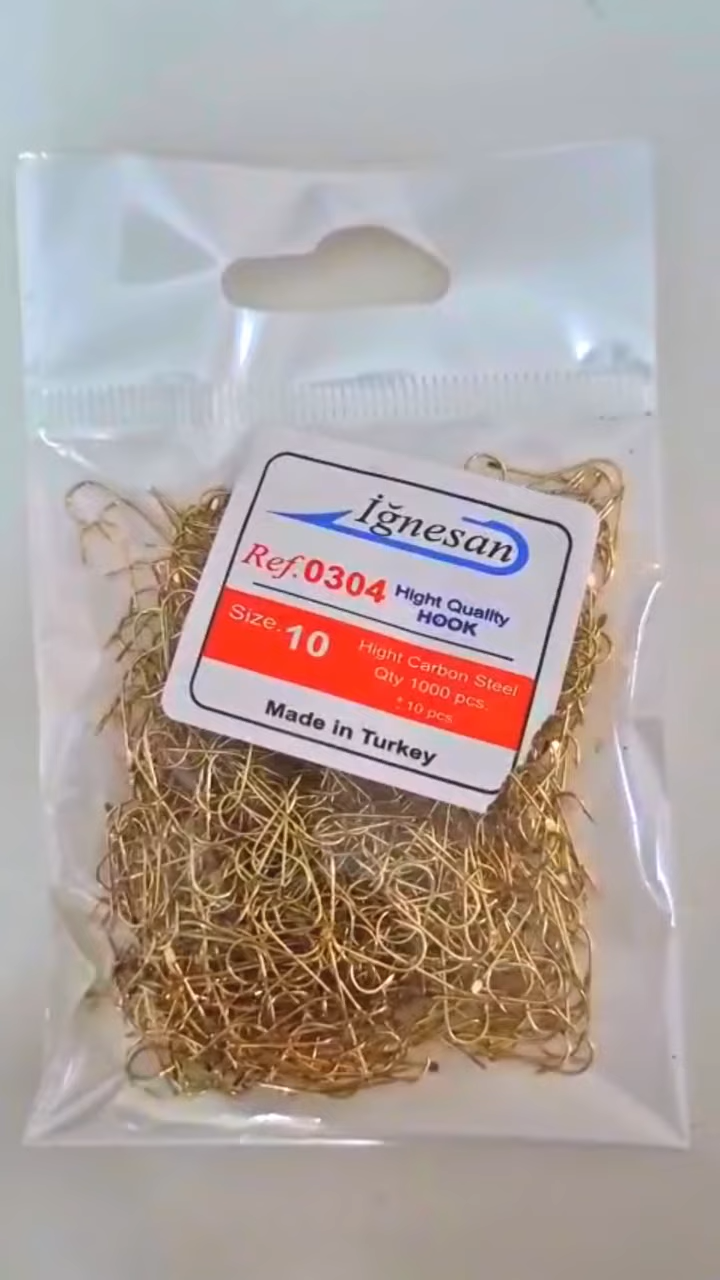 İğnesan
Ref.0304 Hight Quality
HOOK
Size.10 Hight Carbon Steel
Qty 1000 pcs.
±10 pcs
Made in Turkey